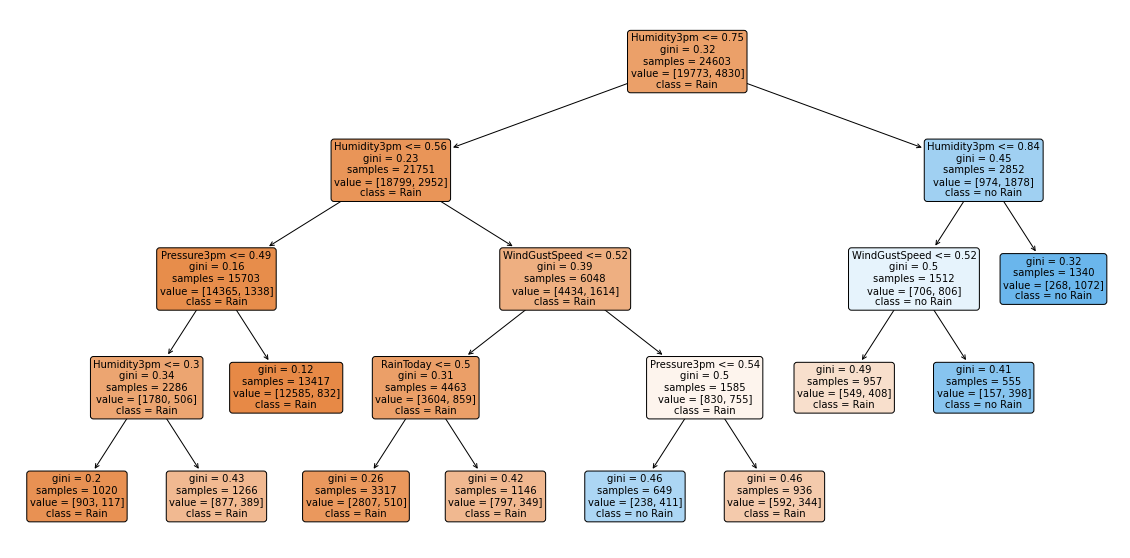 Humidity3pm <= 0.75
gini = 0.32
samples = 24603
value = [19773, 4830]
class = Rain
Humidity3pm <= 0.56
gini = 0.23
samples = 21751
value = [18799, 2952]
class = Rain
Humidity3pm <= 0.84
gini = 0.45
samples = 2852
value = [974, 1878]
class = no Rain
Pressure3pm <= 0.49
gini = 0.16
samples = 15703
value = [14365, 1338]
class = Rain
WindGustSpeed <= 0.52
gini = 0.39
samples = 6048
value = [4434, 1614]
class = Rain
WindGustSpeed <= 0.52
gini = 0.5
samples = 1512
value = [706, 806]
class = no Rain
gini = 0.32
samples = 1340
value = [268, 1072]
class = no Rain
Humidity3pm <= 0.3
gini = 0.34
samples = 2286
value = [1780, 506]
class = Rain
gini = 0.12
samples = 13417
value = [12585, 832]
class = Rain
RainToday <= 0.5
gini = 0.31
samples = 4463
value = [3604, 859]
class = Rain
Pressure3pm <= 0.54
gini = 0.5
samples = 1585
value = [830, 755]
class = Rain
gini = 0.49
samples = 957
value = [549, 408]
class = Rain
gini = 0.41
samples = 555
value = [157, 398]
class = no Rain
gini = 0.2
samples = 1020
value = [903, 117]
class = Rain
gini = 0.43
samples = 1266
value = [877, 389]
class = Rain
gini = 0.26
samples = 3317
value = [2807, 510]
class = Rain
gini = 0.42
samples = 1146
value = [797, 349]
class = Rain
gini = 0.46
samples = 649
value = [238, 411]
class = no Rain
gini = 0.46
samples = 936
value = [592, 344]
class = Rain